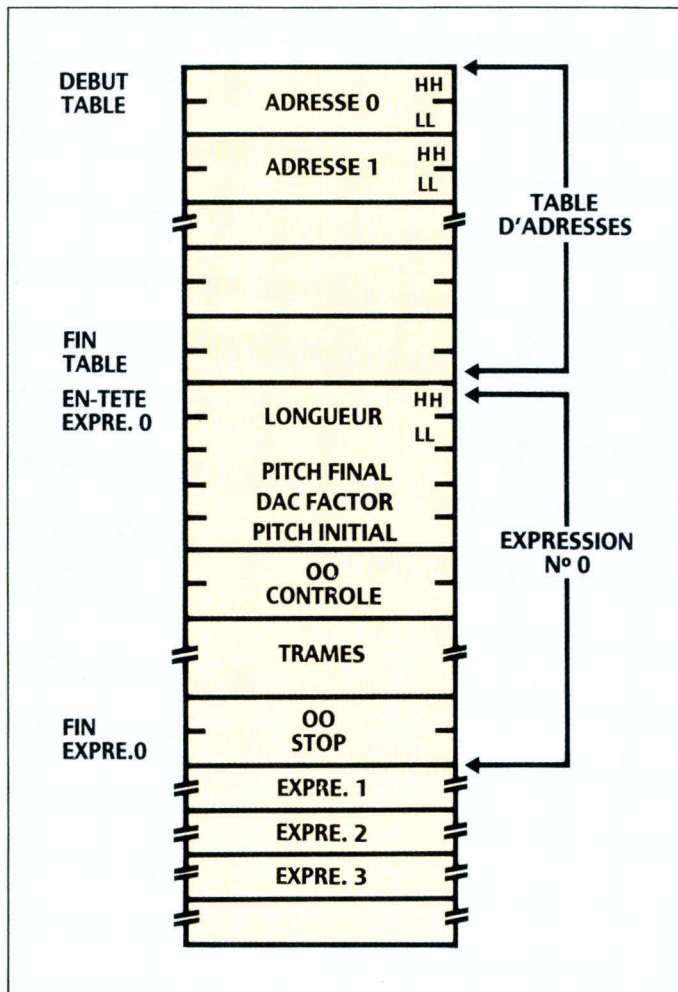 DEBUT
TABLE
ADRESSE 0
HH
LL
ADRESSE 1
HH
LL
TABLE
D'ADRESSES
FIN
TABLE
EN-TETE
EXPRE. 0
LONGUEUR
HH
LL
PITCH FINAL
DAC FACTOR
PITCH INITIAL
EXPRESSION
Nº 0
OO
CONTROLE
TRAMES
FIN
EXPRE.0
OO
STOP
EXPRE. 1
EXPRE. 2
EXPRE. 3